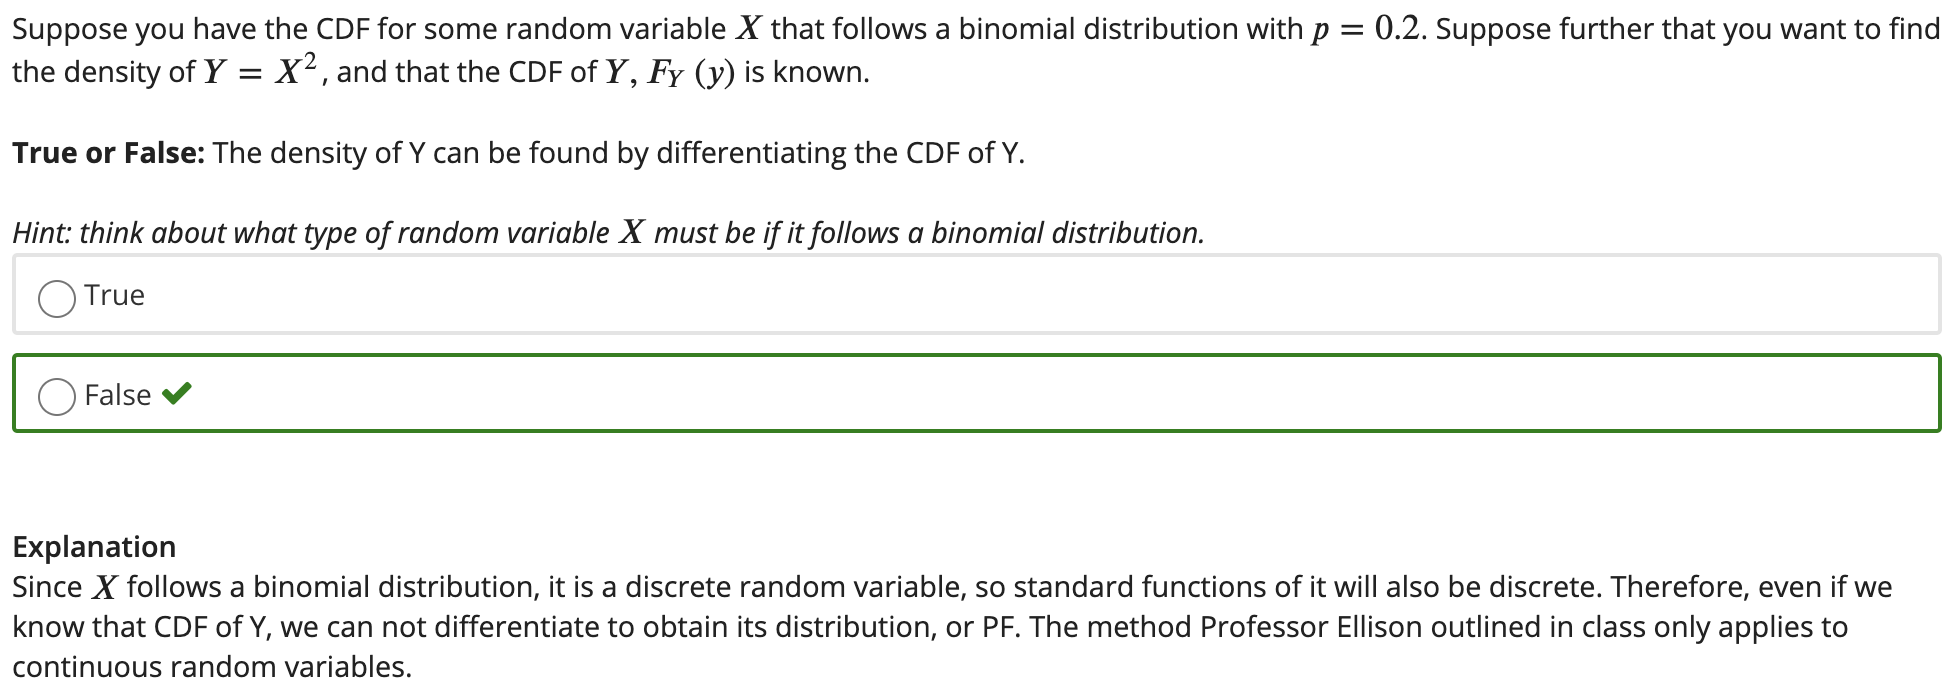 Suppose you have the CDF for some random variable X that follows a binomial distribution with p = 0.2. Suppose further that you want to find
the density of Y = X², and that the CDF of Y, F_Y (y) is known.
True or False: The density of Y can be found by differentiating the CDF of Y.
Hint: think about what type of random variable X must be if it follows a binomial distribution.
True
False ✔
Explanation
Since X follows a binomial distribution, it is a discrete random variable, so standard functions of it will also be discrete. Therefore, even if we
know that CDF of Y, we can not differentiate to obtain its distribution, or PF. The method Professor Ellison outlined in class only applies to
continuous random variables.